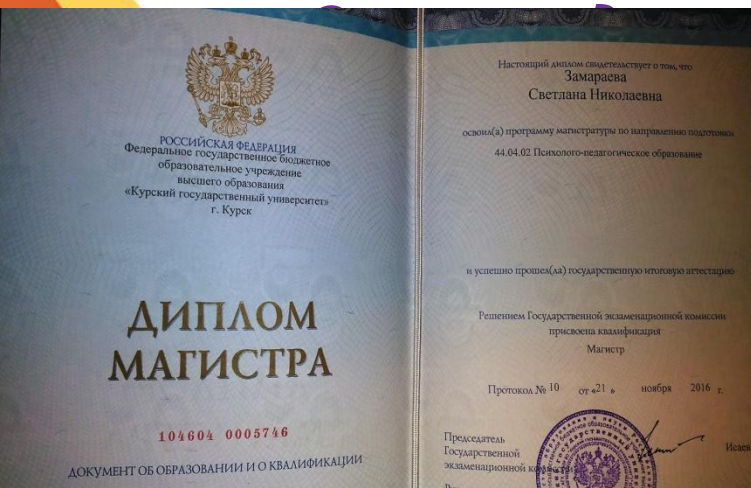 РОССИЙСКАЯ ФЕДЕРАЦИЯ
Федеральное государственное бюджетное
образовательное учреждение
высшего образования
«Курский государственный университет»
г. Курск
ДИПЛОМ
МАГИСТРА
104604 0005746
ДОКУМЕНТ ОБ ОБРАЗОВАНИИ И О КВАЛИФИКАЦИИ
Настоящий диплом свидетельствует о том, что
Замараева
Светлана Николаевна
освоил(а) программу магистратуры по направлению подготовки
44.04.02 Психолого-педагогическое образование
и успешно прошел(ла) государственную итоговую аттестацию
Решением Государственной экзаменационной комиссии
присвоена квалификация
Магистр
Протокол № 10 от «21 » ноября 2016 г.
Председатель
Государственной
экзаменационной
Исаев